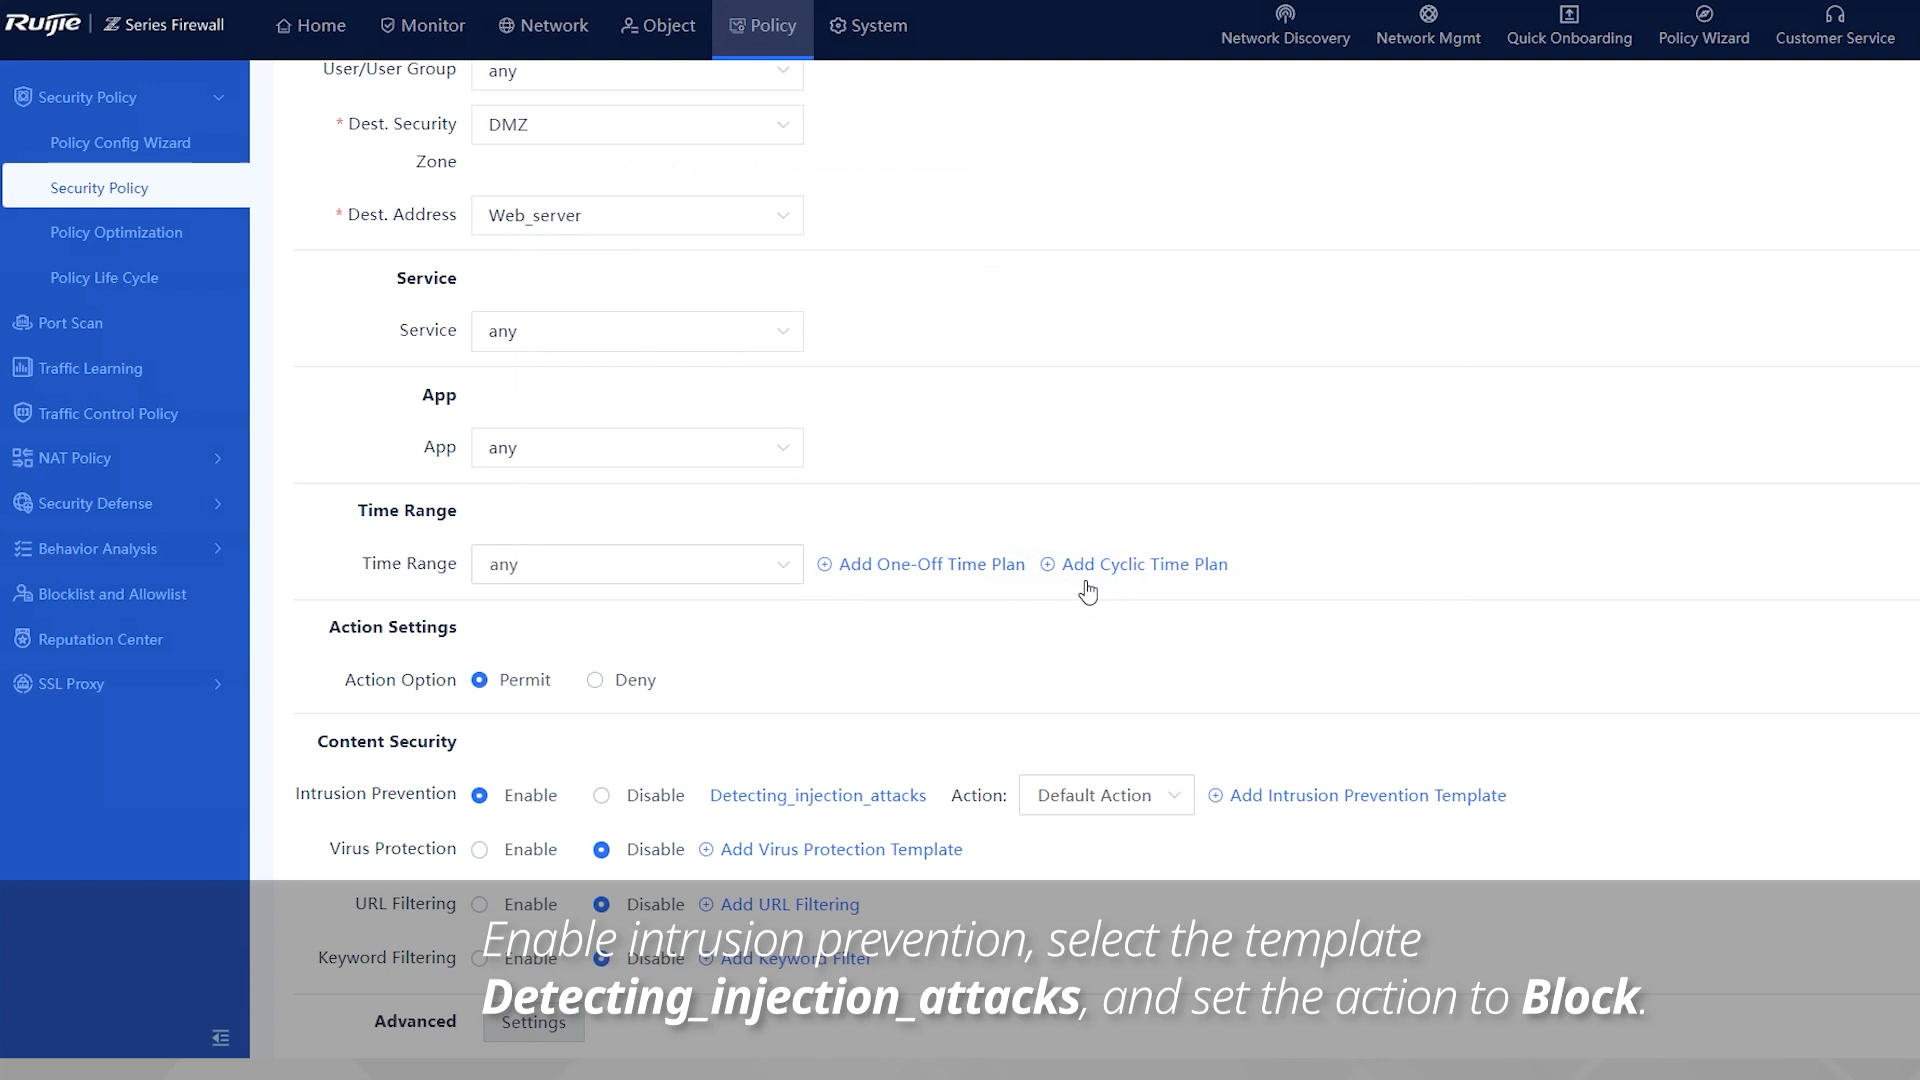 Ruijie | Z Series Firewall
Home
Monitor
Network
Object
Policy
System
Network Discovery
Network Mgmt
Quick Onboarding
Policy Wizard
Customer Service
Security Policy
Policy Config Wizard
Security Policy
Policy Optimization
Policy Life Cycle
Port Scan
Traffic Learning
Traffic Control Policy
NAT Policy
Security Defense
Behavior Analysis
Blocklist and Allowlist
Reputation Center
SSL Proxy
User/User Group any
* Dest. Security DMZ
Zone
* Dest. Address Web_server
Service
Service any
App
App any
Time Range
Time Range any Add One-Off Time Plan Add Cyclic Time Plan
Action Settings
Action Option Permit Deny
Content Security
Intrusion Prevention Enable Disable Detecting_injection_attacks Action: Default Action Add Intrusion Prevention Template
Virus Protection Enable Disable Add Virus Protection Template
URL Filtering Enable Disable Add URL Filtering
Keyword Filtering Enable Disable Add Keyword Filter
Advanced Settings
Enable intrusion prevention, select the template
Detecting_injection_attacks, and set the action to Block.